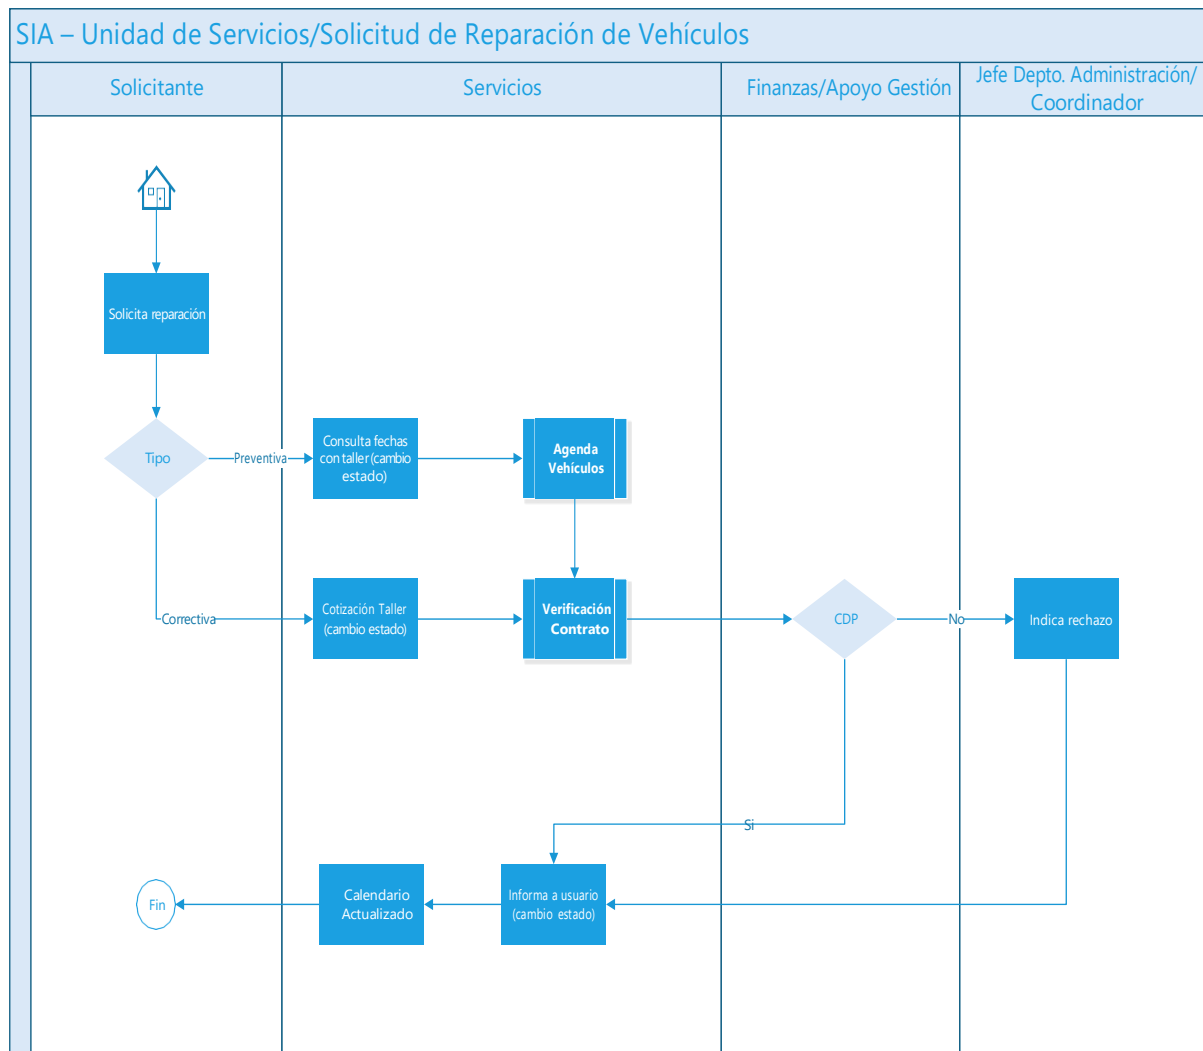 SIA – Unidad de Servicios/Solicitud de Reparación de Vehículos
Solicitante
Servicios
Finanzas/Apoyo Gestión
Jefe Depto. Administración/
Coordinador
Solicita reparación
Tipo
Preventiva
Consulta fechas
con taller (cambio
estado)
Agenda
Vehículos
Correctiva
Cotización Taller
(cambio estado)
Verificación
Contrato
CDP
No
Indica rechazo
Si
Fin
Calendario
Actualizado
Informa a usuario
(cambio estado)